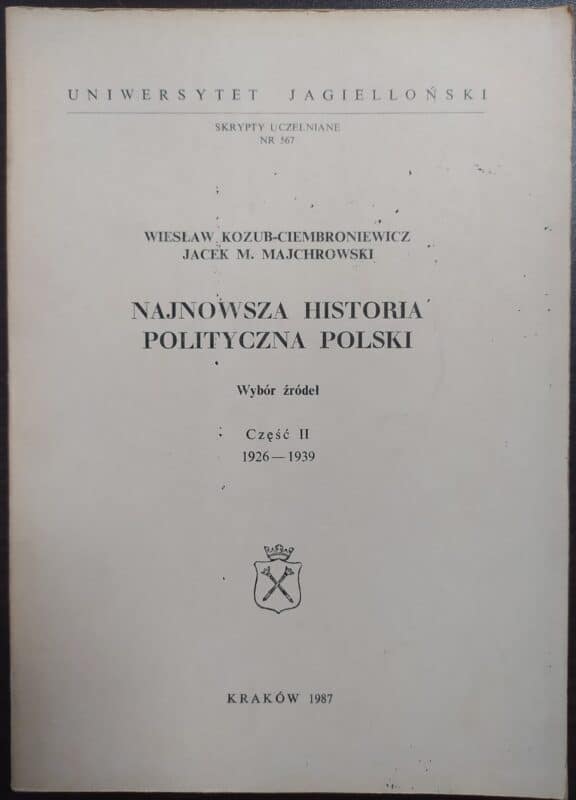 UNIWERSYTET JAGIELLOŃSKI
SKRYPTY UCZELNIANE
NR 567
WIESŁAW KOZUB-CIEMBRONIEWICZ
JACEK M. MAJCHROWSKI
NAJNOWSZA HISTORIA
POLITYCZNA POLSKI
Wybór źródeł
Część II
1926—1939
KRAKÓW 1987